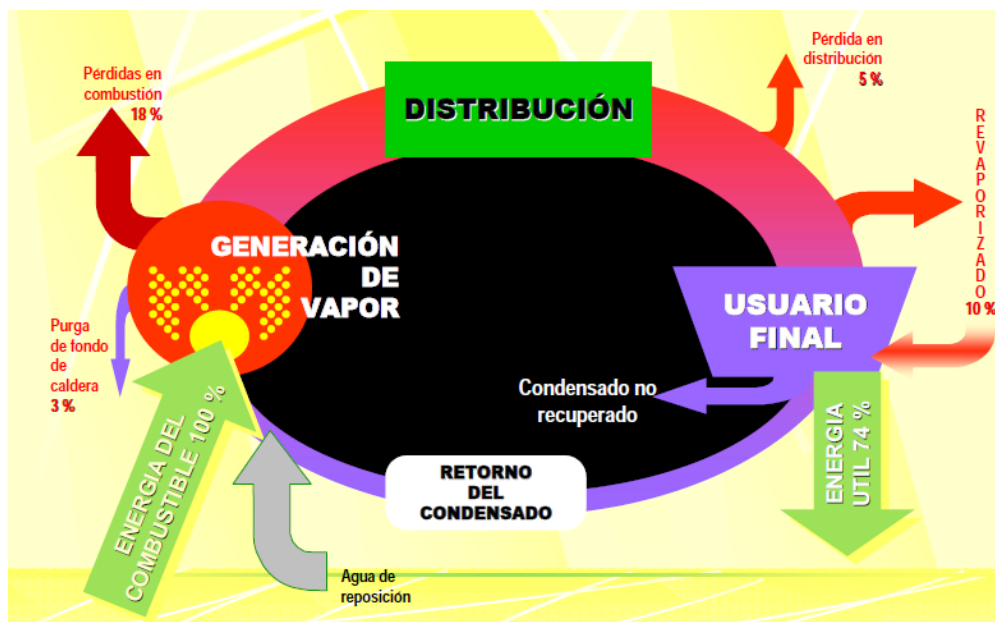 Pérdidas en
combustión
18 %
DISTRIBUCIÓN
Pérdida en
distribución
5 %
REVAPORIZADO
10 %
GENERACIÓN
DE
VAPOR
Purga
de fondo
de
caldera
3 %
USUARIO
FINAL
Condensado no
recuperado
ENERGIA DEL
COMBUSTIBLE 100 %
ENERGIA
UTIL 74 %
RETORNO
DEL
CONDENSADO
Agua de
reposición